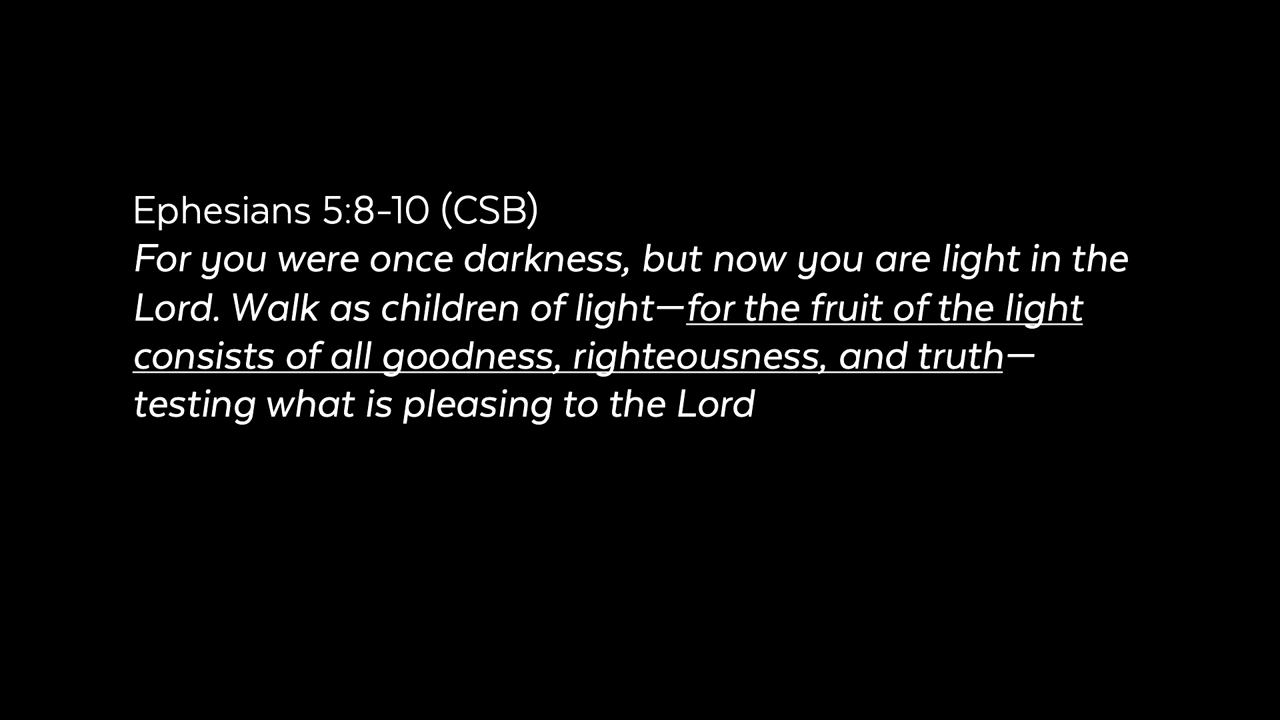 Ephesians 5:8-10 (CSB)
For you were once darkness, but now you are light in the
Lord. Walk as children of light—for the fruit of the light
consists of all goodness, righteousness, and truth—
testing what is pleasing to the Lord